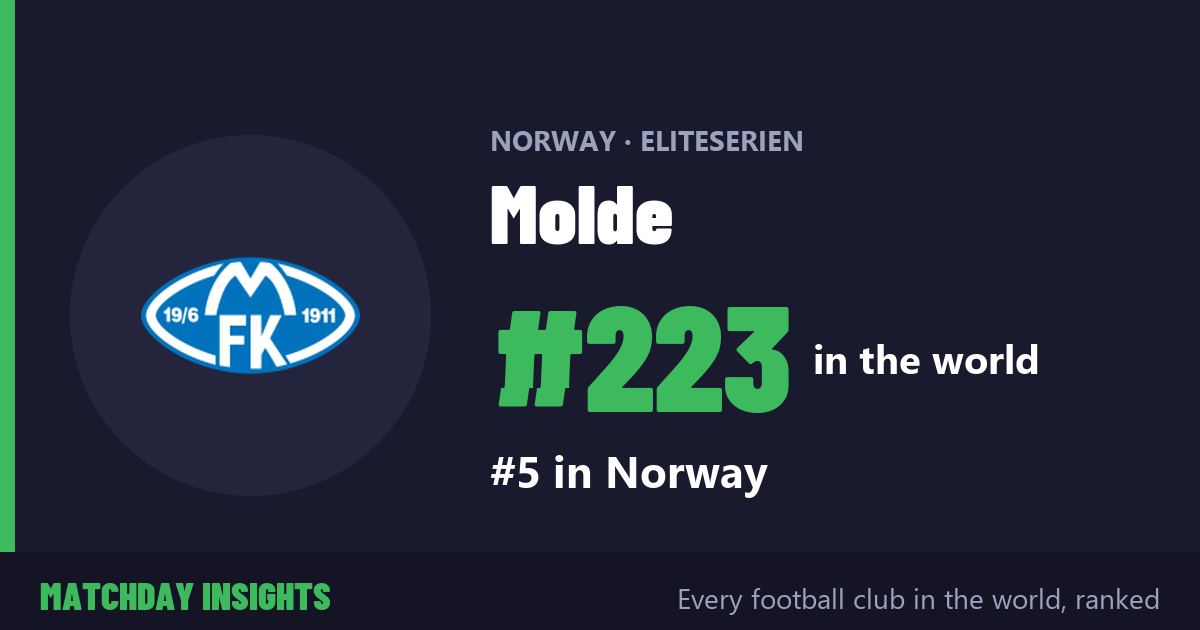 NORWAY · ELITESERIEN
Molde
M
19/6 1911
FK
#223 in the world
#5 in Norway
MATCHDAY INSIGHTS
Every football club in the world, ranked